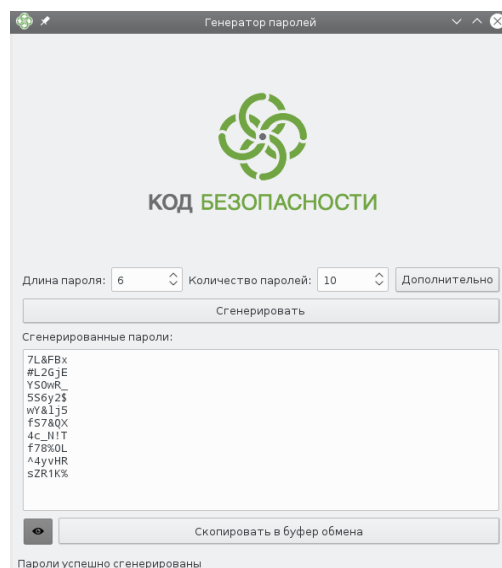 Генератор паролей
КОД БЕЗОПАСНОСТИ
Длина пароля: 6 Количество паролей: 10 Дополнительно
Сгенерировать
Сгенерированные пароли:
7L&FBx
#L2GjE
YSOwR_
5S6y2$
wY&lj5
fS7&QX
4c_N!T
f78%0L
^4yvHR
sZR1K%
Скопировать в буфер обмена
Пароли успешно сгенерированы